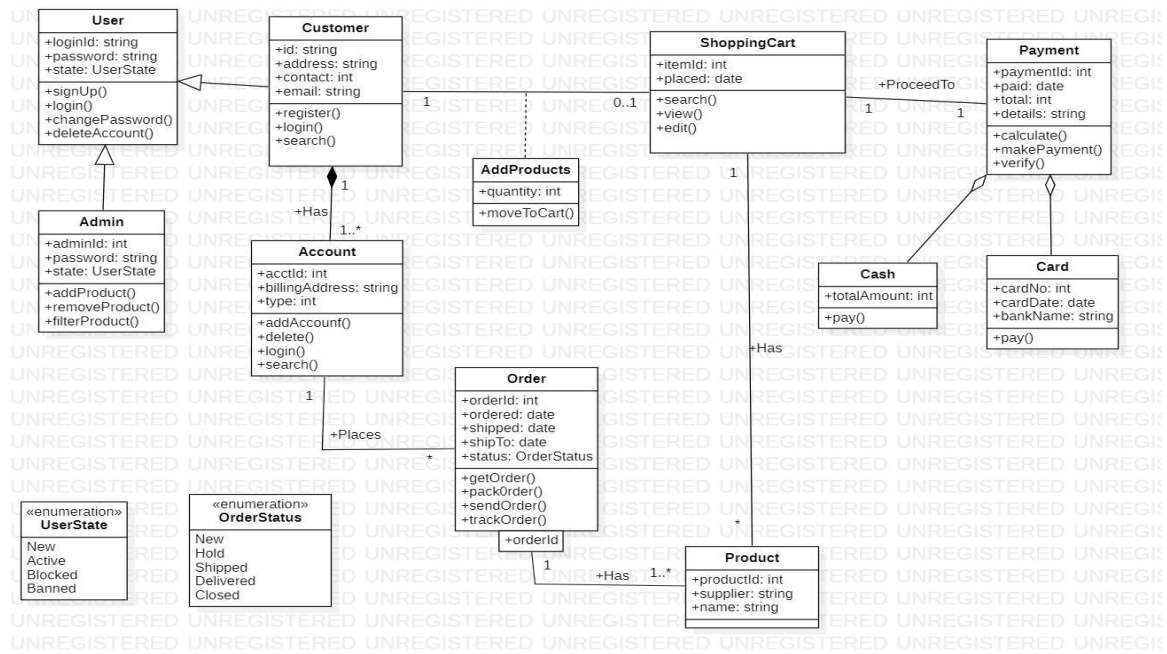 User
+loginId: string
+password: string
+state: UserState
+signUp()
+login()
+changePassword()
+deleteAccount()
Customer
+id: string
+address: string
+contact: int
+email: string
+register()
+login()
+search()
ShoppingCart
+itemId: int
+placed: date
+search()
+view()
+edit()
Payment
+paymentId: int
+paid: date
+total: int
+details: string
+calculate()
+makePayment()
+verify()
1
0..1
+ProceedTo
1
1
AddProducts
+quantity: int
+moveToCart()
1
+Has
1..*
Admin
+adminId: int
+password: string
+state: UserState
+addProduct()
+removeProduct()
+filterProduct()
Account
+acctId: int
+billingAddress: string
+type: int
+addAccounf()
+delete()
+login()
+search()
Cash
+totalAmount: int
+pay()
Card
+cardNo: int
+cardDate: date
+bankName: string
+pay()
1
+Has
*
1
+Places
*
Order
+orderId: int
+ordered: date
+shipped: date
+shipTo: date
+status: OrderStatus
+getOrder()
+pack0rder()
+sendOrder()
+trackOrder()
+orderId
1
+Has
1..*
Product
+productId: int
+supplier: string
+name: string
«enumeration»
UserState
New
Active
Blocked
Banned
«enumeration»
OrderStatus
New
Hold
Shipped
Delivered
Closed
UNREGISTERED